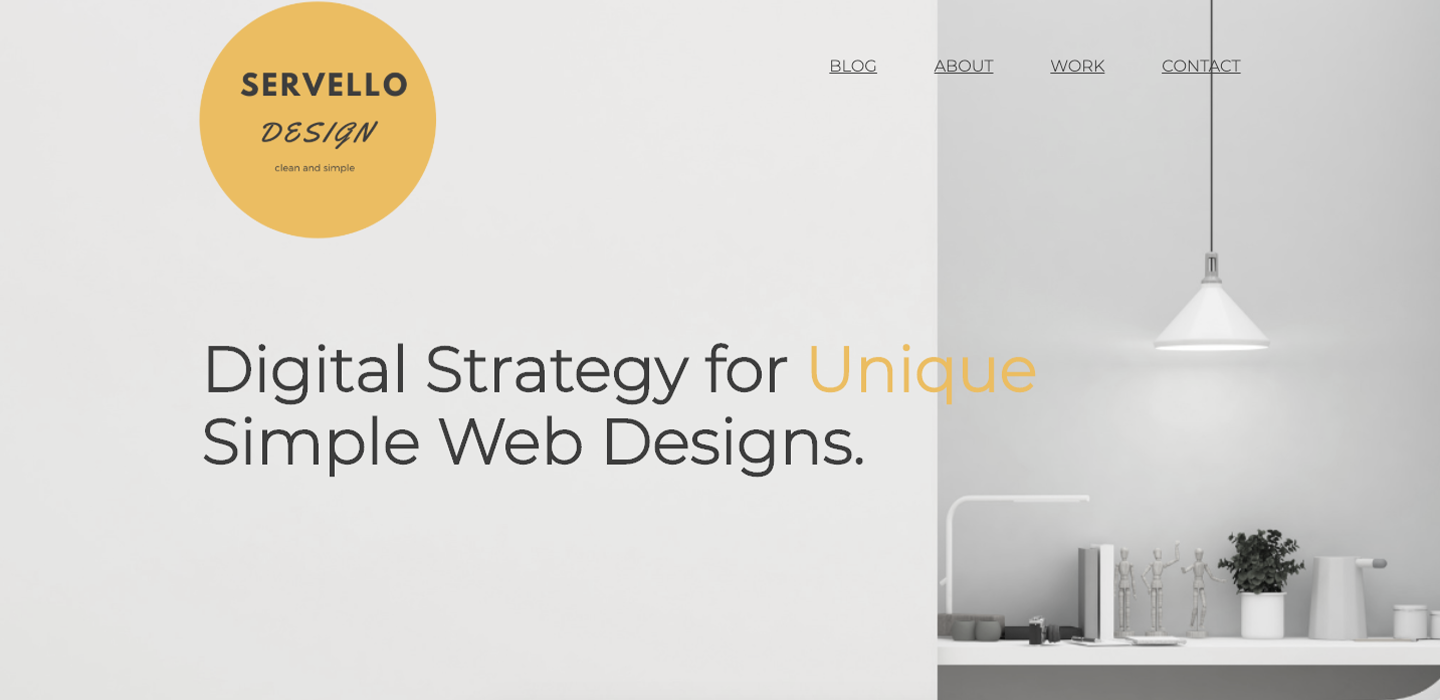 SERVELLO
DESIGN
clean and simple
BLOG ABOUT WORK CONTACT
Digital Strategy for Unique
Simple Web Designs.